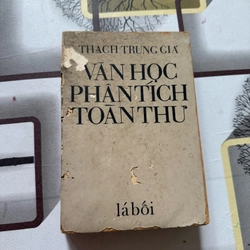 THẠCH TRUNG GIẢ
VĂN HỌC
PHÂN TÍCH
TOÀN THƯ
lá bối